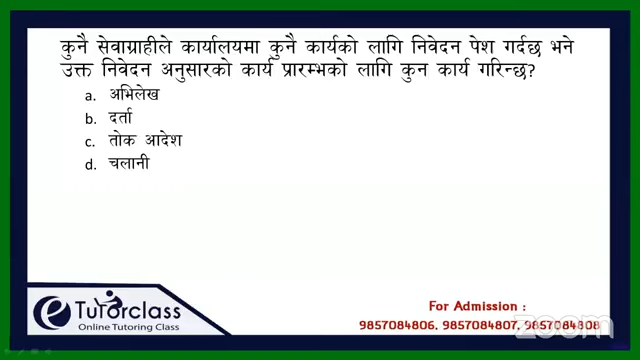 कुनै सेवाग्राहीले कार्यालयमा कुनै कार्यको लागि निवेदन पेश गर्दछ भने
उक्त निवेदन अनुसारको कार्य प्रारम्भको लागि कुन कार्य गरिन्छ?
a. अभिलेख
b. दर्ता
c. तोक आदेश
d. चलानी
e Tutorclass
Online Tutoring Class
For Admission :
9857084806, 9857084807, 9857084808
zoom